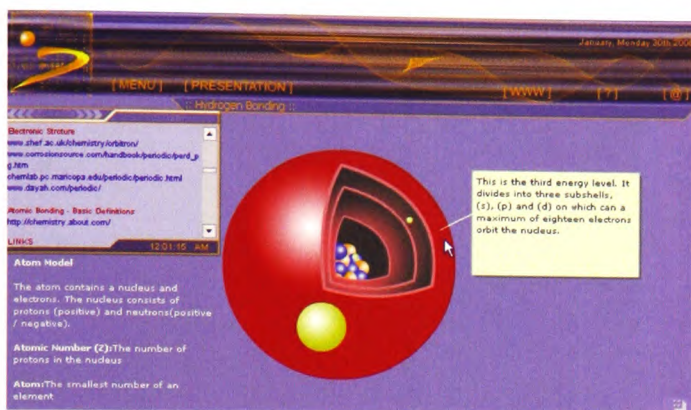 January, Monday 30th 200
[MENU] [PRESENTATION] [WWW] [?] [@]
:: Hydrogen Bonding ::
Electronic Stroture
www.shef.ac.uk/chemistry/orbitron/
www.corrosionsource.com/handbook/periodic/perd_p
g.htm
chemlab.pc.maricopa.edu/periodic/periodic.html
www.dayah.com/periodic/
Atomic Bonding - Basic Definitions
http://chemistry.about.com/
LINKS 12:01:15 AM
This is the third energy level. It
divides into three subshells,
(s), (p) and (d) on which can a
maximum of eighteen electrons
orbit the nucleus.
Atom Model
The atom contains a nucleus and
electrons. The nucleus consists of
protons (positive) and neutrons(positive
/ negative).
Atomic Number (Z):The number of
protons in the nucleus
Atom:The smallest number of an
element